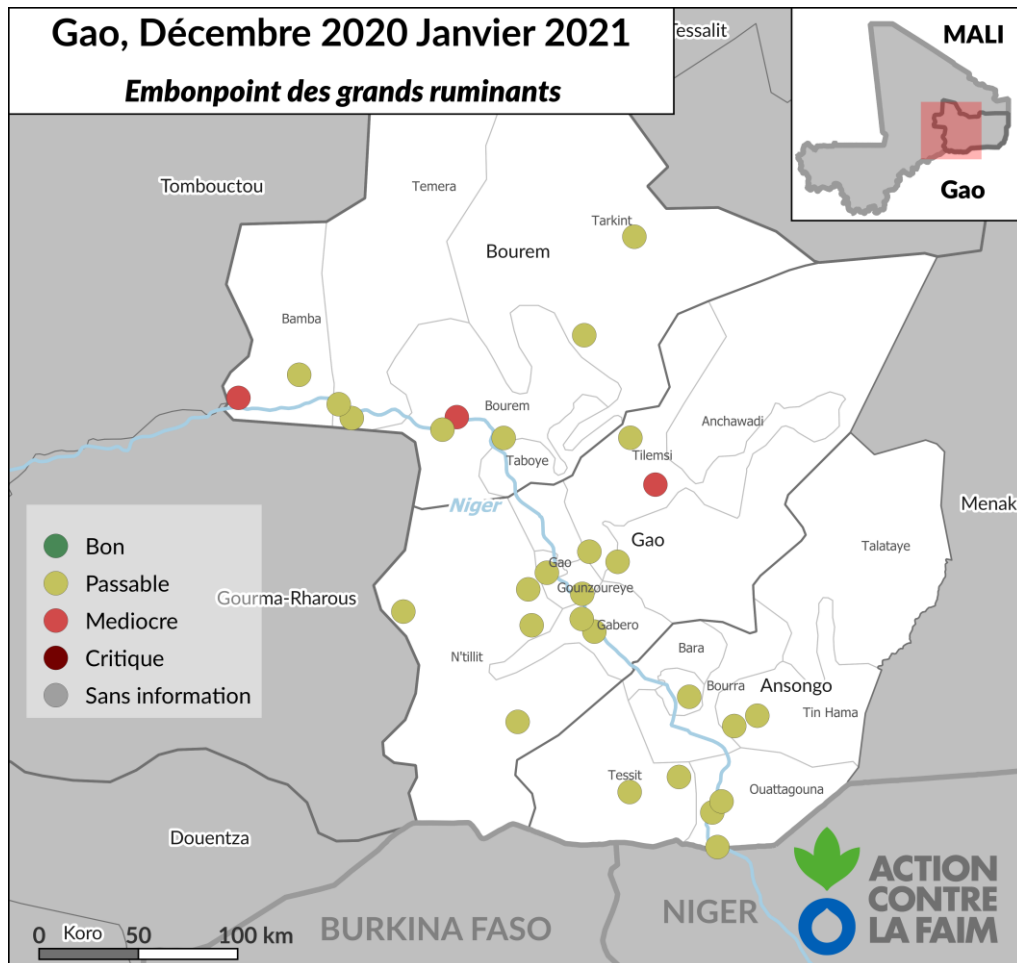 Gao, Décembre 2020 Janvier 2021
Embonpoint des grands ruminants
Tessalit
MALI
Gao
Tombouctou
Temera
Tarkint
Bourem
Bamba
Bourem
Anchawadi
Taboye
Tilemsi
Niger
Menak
Gao
Talataye
Gao
Gounzoureye
Gourma-Rharous
Gabero
N'tillit
Bara
Bourra
Ansongo
Tin Hama
Tessit
Ouattagouna
Douentza
Bon
Passable
Mediocre
Critique
Sans information
BURKINA FASO
NIGER
ACTION
CONTRE
LA FAIM
0 Koro 50 100 km